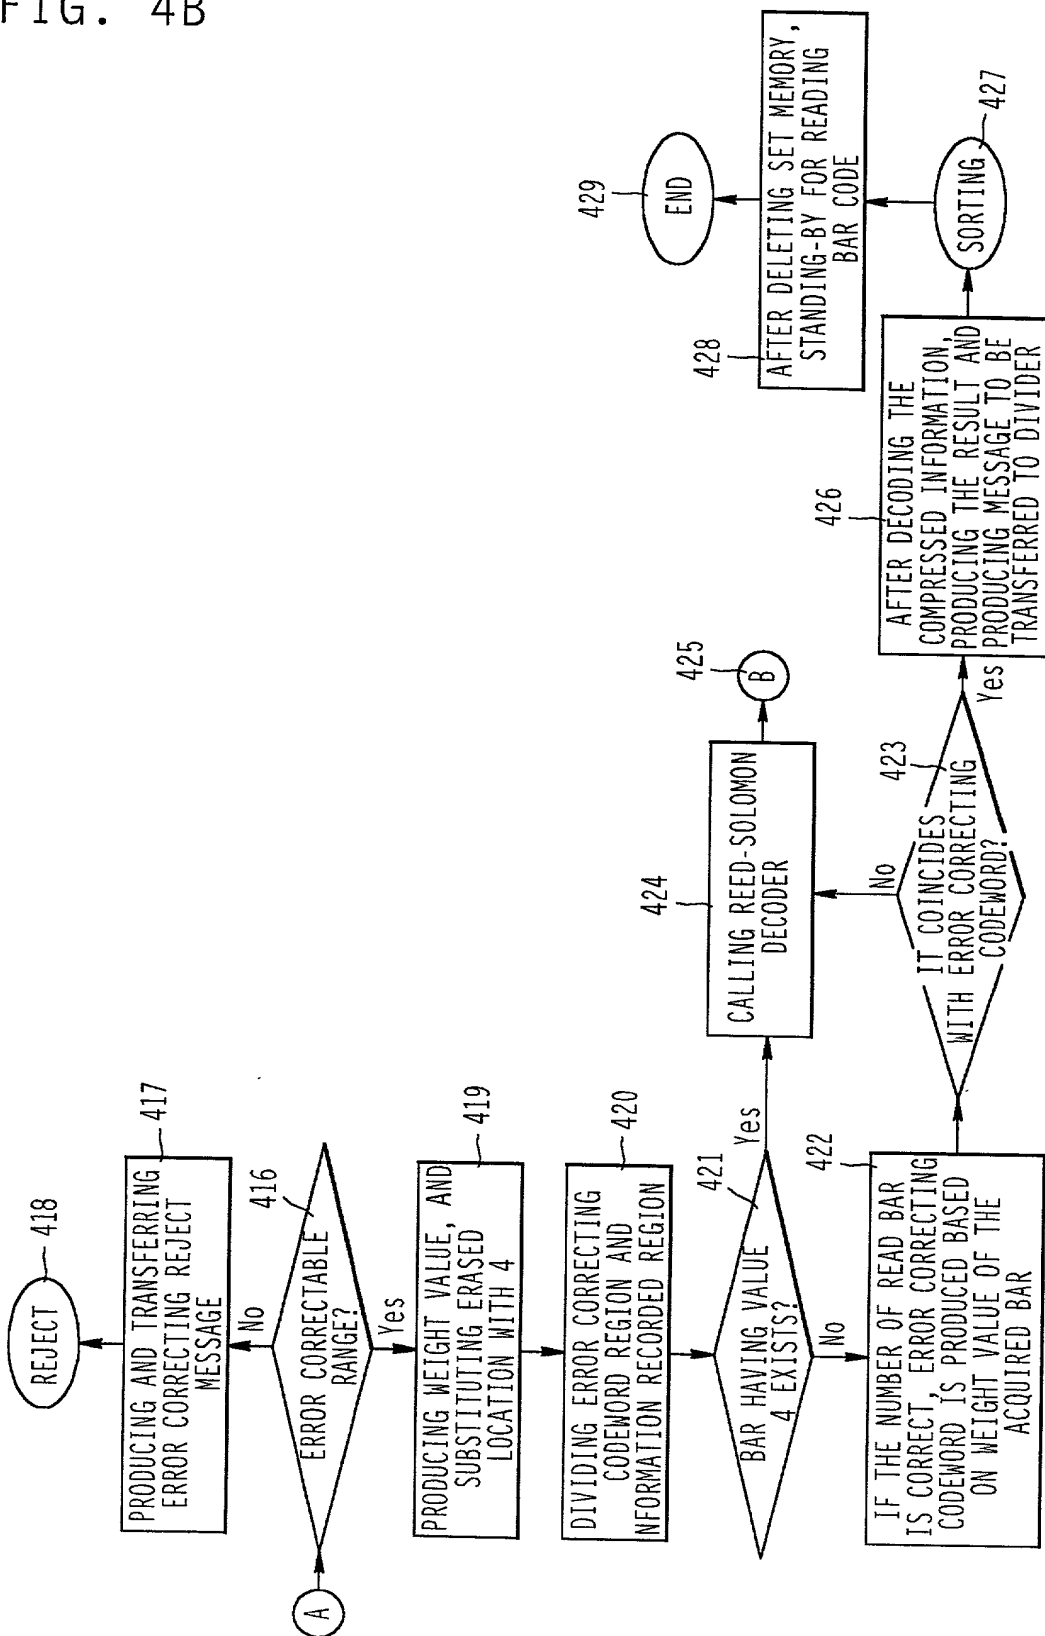 FIG. 4B
418
REJECT
417
PRODUCING AND TRANSFERRING
ERROR CORRECTING REJECT
MESSAGE
No
416
A
ERROR CORRECTABLE
RANGE?
Yes
419
PRODUCING WEIGHT VALUE, AND
SUBSTITUTING ERASED
LOCATION WITH 4
420
DIVIDING ERROR CORRECTING
CODEWORD REGION AND
NFORMATION RECORDED REGION
421
BAR HAVING VALUE
4 EXISTS?
Yes
No
422
IF THE NUMBER OF READ BAR
IS CORRECT, ERROR CORRECTING
CODEWORD IS PRODUCED BASED
ON WEIGHT VALUE OF THE
ACQUIRED BAR
424
CALLING REED-SOLOMON
DECODER
425
B
No
423
IT COINCIDES
WITH ERROR CORRECTING
CODEWORD?
Yes
426
AFTER DECODING THE
COMPRESSED INFORMATION,
PRODUCING THE RESULT AND
PRODUCING MESSAGE TO BE
TRANSFERRED TO DIVIDER
427
SORTING
428
AFTER DELETING SET MEMORY,
STANDING-BY FOR READING
BAR CODE
429
END